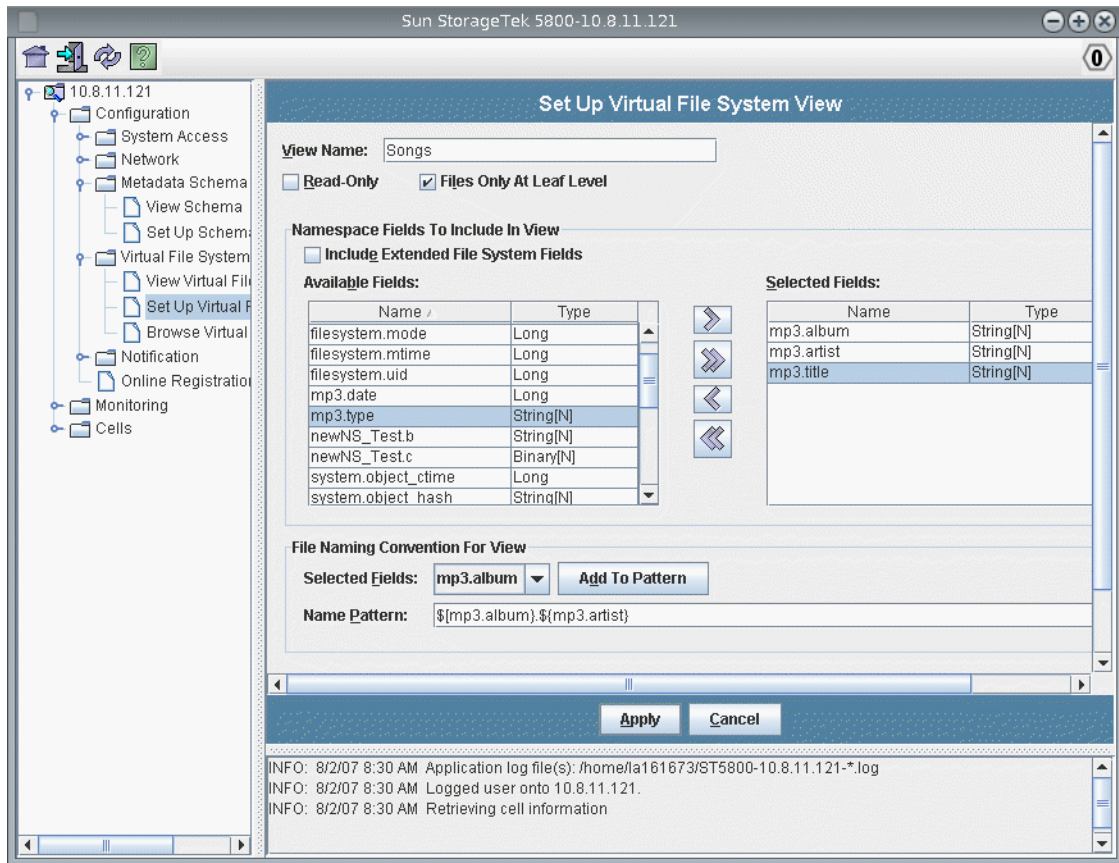 Sun StorageTek 5800-10.8.11.121
0
10.8.11.121
Configuration
System Access
Network
Metadata Schema
View Schema
Set Up Schem
Virtual File System
View Virtual Fil
Set Up Virtual F
Browse Virtual
Notification
Online Registration
Monitoring
Cells
Set Up Virtual File System View
View Name: Songs
Read-Only Files Only At Leaf Level
Namespace Fields To Include In View
Include Extended File System Fields
Available Fields:
Name Type
filesystem.mode Long
filesystem.mtime Long
filesystem.uid Long
mp3.date Long
mp3.type String[N]
newNS_Test.b String[N]
newNS_Test.c Binary[N]
system.object_ctime Long
system.object_hash String[N]
Selected Fields:
Name Type
mp3.album String[N]
mp3.artist String[N]
mp3.title String[N]
File Naming Convention For View
Selected Fields: mp3.album Add To Pattern
Name Pattern: $[mp3.album}.${mp3.artist}
Apply Cancel
INFO: 8/2/07 8:30 AM Application log file(s): /home/la161673/ST5800-10.8.11.121-*.log
INFO: 8/2/07 8:30 AM Logged user onto 10.8.11.121.
INFO: 8/2/07 8:30 AM Retrieving cell information